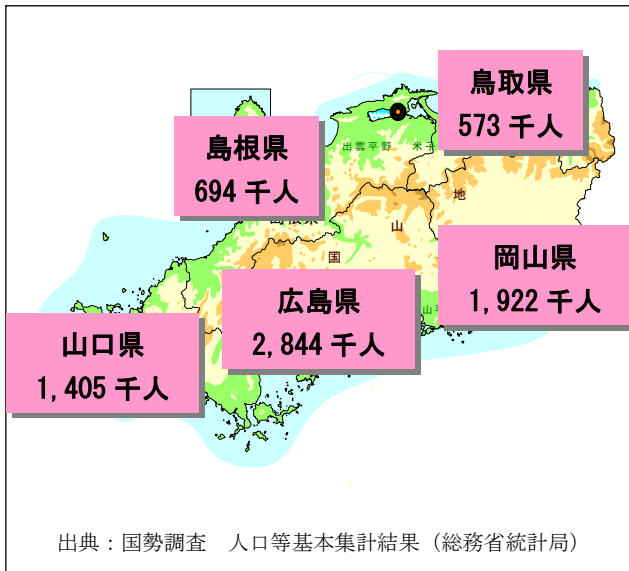 鳥取県
573 千人
島根県
694 千人
出雲平野
米子
地
山
国
岡山県
1,922 千人
広島県
2,844 千人
山口県
1,405 千人
出典：国勢調査　人口等基本集計結果（総務省統計局）